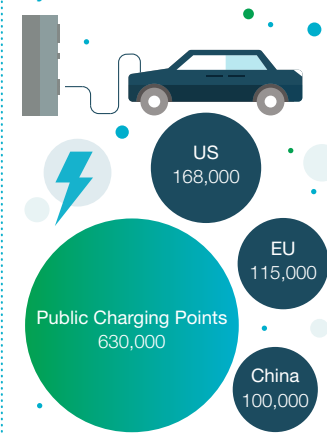 US
168,000
EU
115,000
Public Charging Points
630,000
China
100,000